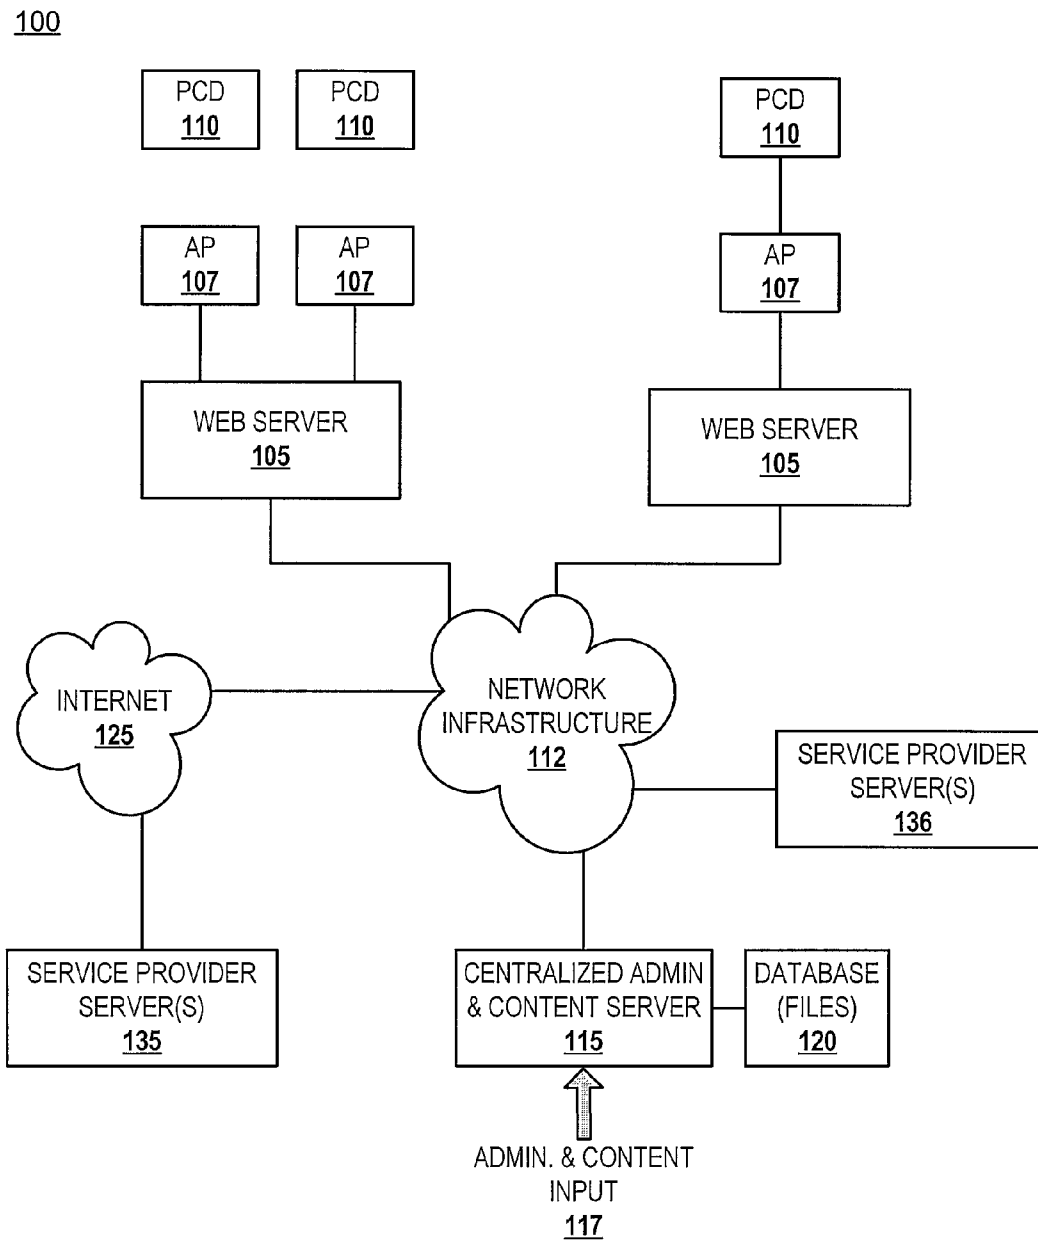 100
PCD
110
PCD
110
PCD
110
AP
107
AP
107
AP
107
WEB SERVER
105
WEB SERVER
105
INTERNET
125
NETWORK
INFRASTRUCTURE
112
SERVICE PROVIDER
SERVER(S)
136
SERVICE PROVIDER
SERVER(S)
135
CENTRALIZED ADMIN
& CONTENT SERVER
115
DATABASE
(FILES)
120
ADMIN. & CONTENT
INPUT
117